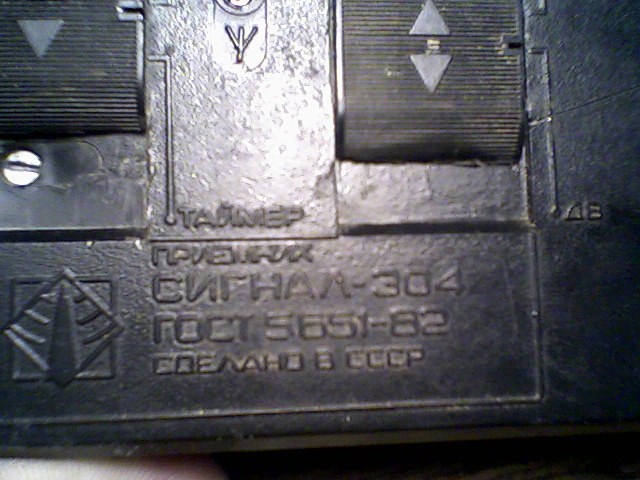 ТАЙМЕР
ДВ
ПРИЕМНИК
СИГНАЛ-304
ГОСТ 5651-82
СДЕЛАНО В СССР